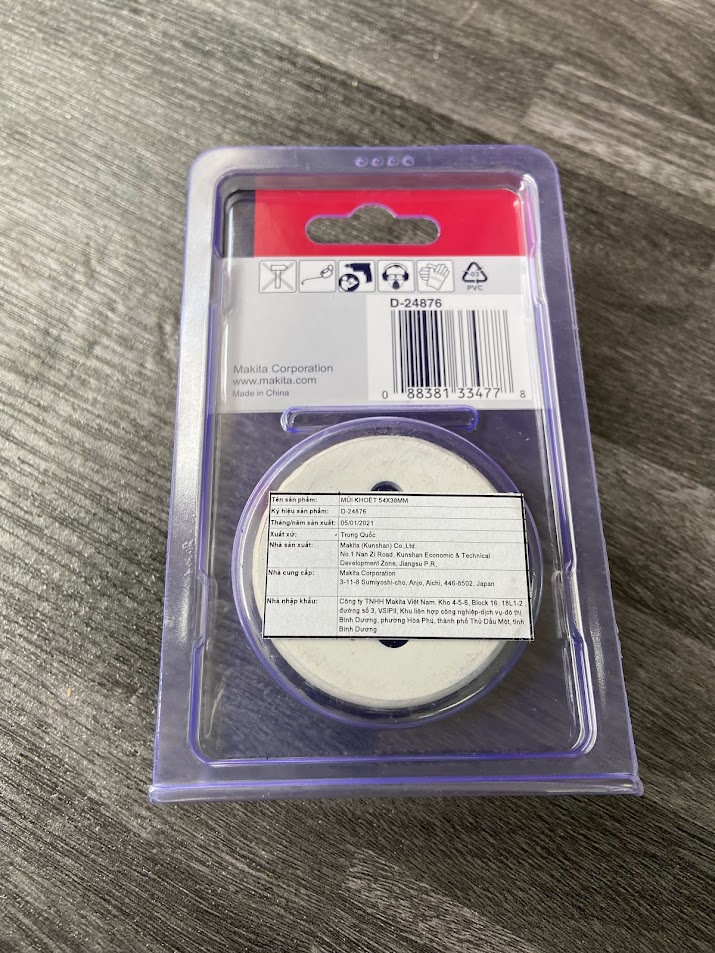 03
PVC
D-24876
Makita Corporation
www.makita.com
Made in China
0 88381 33477 8
Tên sản phẩm: MŨI KHOÉT 54X38MM
Ký hiệu sản phẩm: D-24876
Tháng/năm sản xuất: 05/01/2021
Xuất xứ: - Trung Quốc
Nhà sản xuất: Makita (Kunshan) Co.,Ltd,
No.1 Nan Zi Road, Kunshan Economic & Technical
Development Zone, Jiangsu P.R,
Nhà cung cấp: Makita Corporation
3-11-8 Sumiyoshi-cho, Anjo, Aichi, 446-8502, Japan
Nhà nhập khẩu: Công ty TNHH Makita Việt Nam, Kho 4-5-6, Block 16, 18L1-2
đường số 3, VSIPII, Khu liên hợp công nghiệp-dịch vụ-đô thị
Bình Dương, phường Hòa Phú, thành phố Thủ Dầu Một, tỉnh
Bình Dương